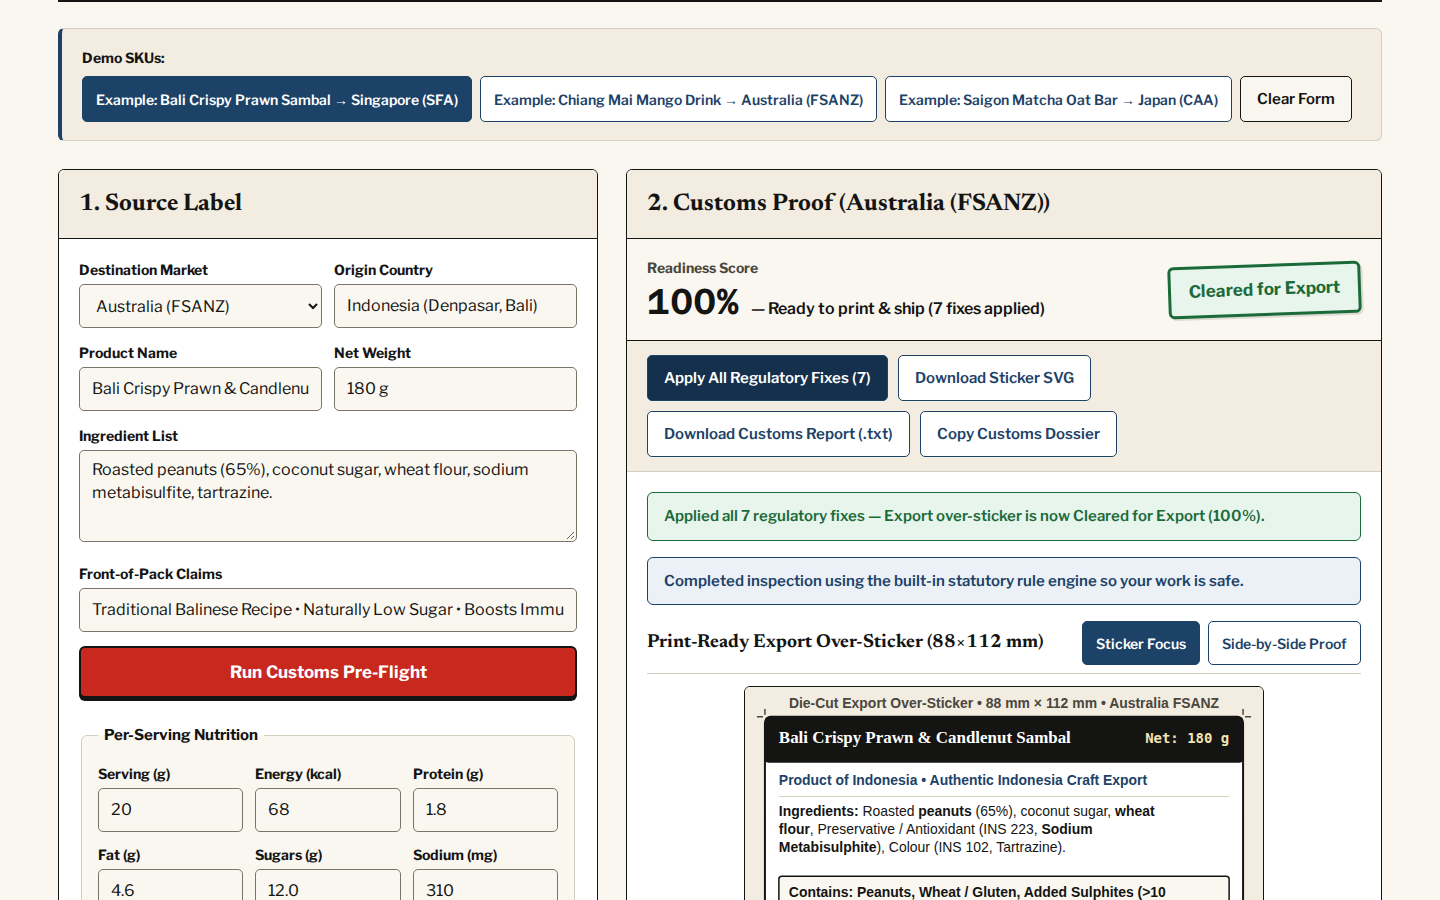 Demo SKUs:
Example: Bali Crispy Prawn Sambal → Singapore (SFA)
Example: Chiang Mai Mango Drink → Australia (FSANZ)
Example: Saigon Matcha Oat Bar → Japan (CAA)
Clear Form
1. Source Label
Destination Market
Origin Country
Australia (FSANZ)
Indonesia (Denpasar, Bali)
Product Name
Net Weight
Bali Crispy Prawn & Candlenu
180 g
Ingredient List
Roasted peanuts (65%), coconut sugar, wheat flour, sodium
metabisulfite, tartrazine.
Front-of-Pack Claims
Traditional Balinese Recipe • Naturally Low Sugar • Boosts Immu
Run Customs Pre-Flight
Per-Serving Nutrition
Serving (g)
Energy (kcal)
Protein (g)
20
68
1.8
Fat (g)
Sugars (g)
Sodium (mg)
4.6
12.0
310
2. Customs Proof (Australia (FSANZ))
Readiness Score
100% — Ready to print & ship (7 fixes applied)
Cleared for Export
Apply All Regulatory Fixes (7)
Download Sticker SVG
Download Customs Report (.txt)
Copy Customs Dossier
Applied all 7 regulatory fixes — Export over-sticker is now Cleared for Export (100%).
Completed inspection using the built-in statutory rule engine so your work is safe.
Print-Ready Export Over-Sticker (88×112 mm)
Sticker Focus
Side-by-Side Proof
Die-Cut Export Over-Sticker • 88 mm × 112 mm • Australia FSANZ
Bali Crispy Prawn & Candlenut Sambal
Net: 180 g
Product of Indonesia • Authentic Indonesia Craft Export
Ingredients: Roasted peanuts (65%), coconut sugar, wheat
flour, Preservative / Antioxidant (INS 223, Sodium
Metabisulphite), Colour (INS 102, Tartrazine).
Contains: Peanuts, Wheat / Gluten, Added Sulphites (>10